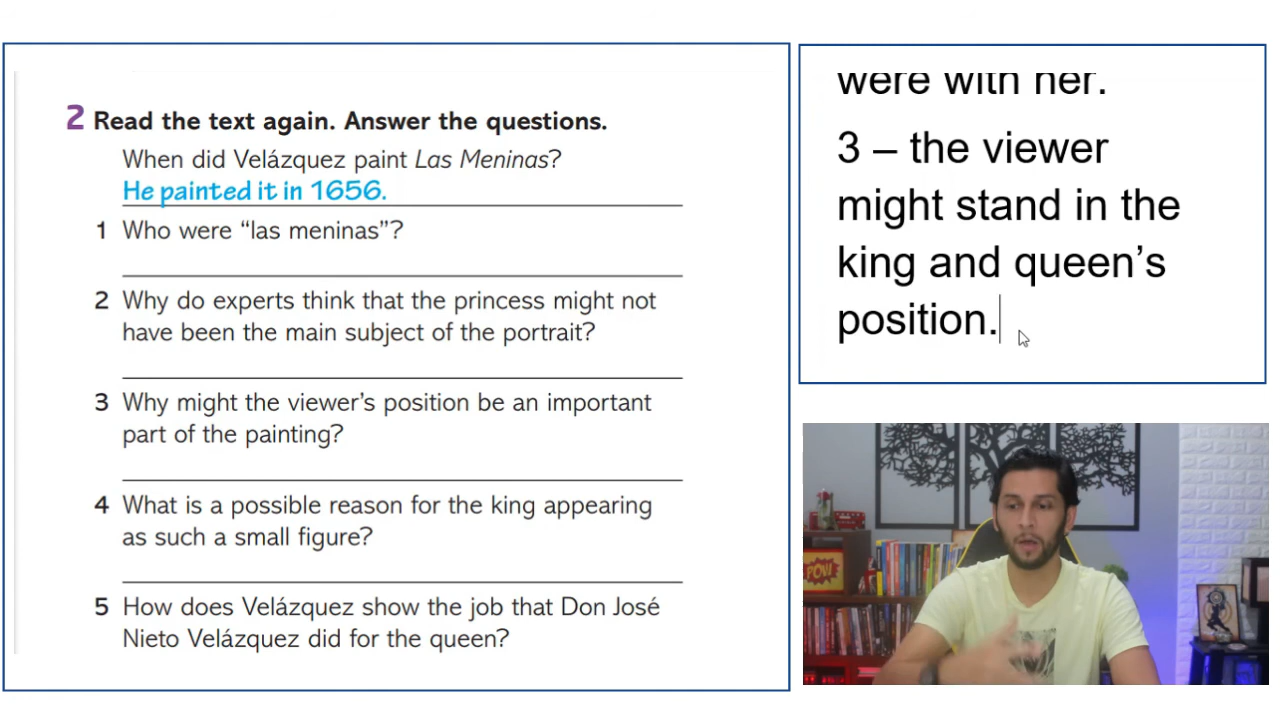 2 Read the text again. Answer the questions.
When did Velázquez paint Las Meninas?
He painted it in 1656.
1 Who were “las meninas”?
2 Why do experts think that the princess might not
have been the main subject of the portrait?
3 Why might the viewer’s position be an important
part of the painting?
4 What is a possible reason for the king appearing
as such a small figure?
5 How does Velázquez show the job that Don José
Nieto Velázquez did for the queen?
were with her.
3 – the viewer
might stand in the
king and queen’s
position.
POW!